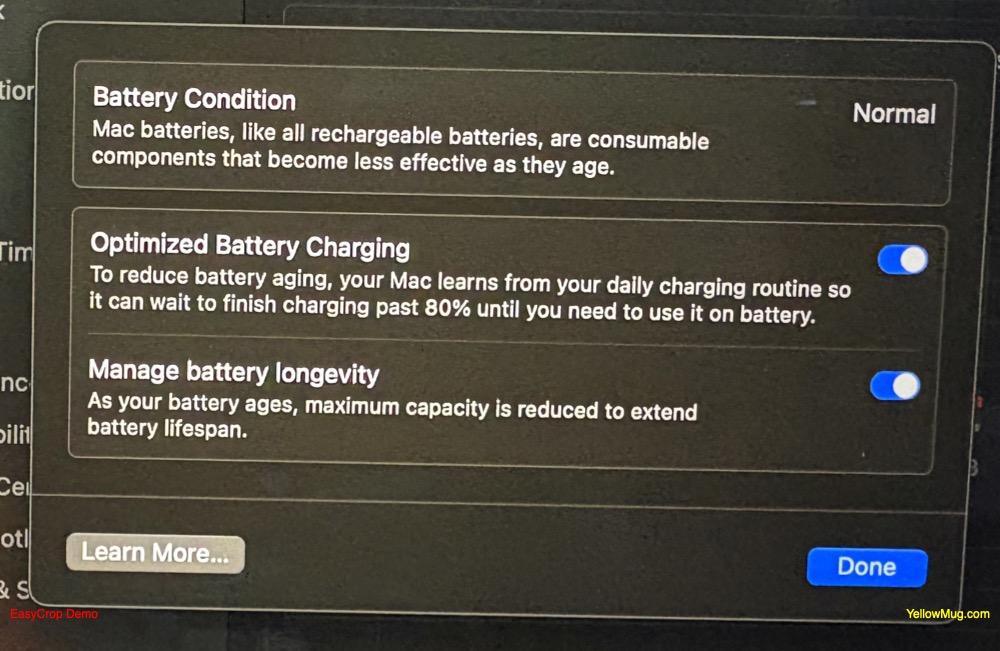 Battery Condition
Normal
Mac batteries, like all rechargeable batteries, are consumable
components that become less effective as they age.
Optimized Battery Charging
To reduce battery aging, your Mac learns from your daily charging routine so
it can wait to finish charging past 80% until you need to use it on battery.
Manage battery longevity
As your battery ages, maximum capacity is reduced to extend
battery lifespan.
Learn More...
Done
EasyCrop Demo
YellowMug.com